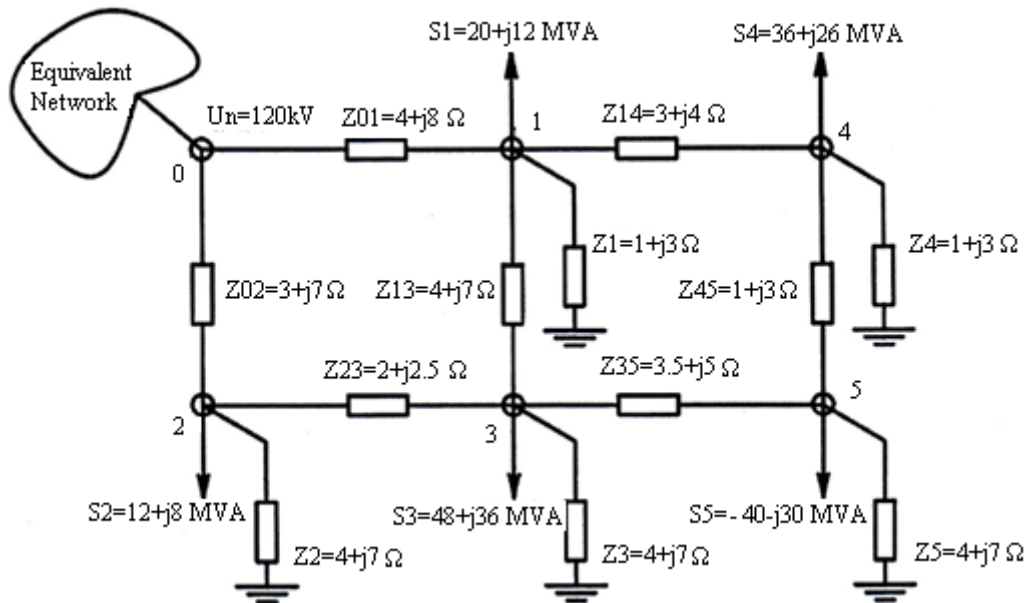 S1=20+j12 MVA
S4=36+j26 MVA
Equivalent
Network
Un=120kV
Z01=4+j8 Ω
1
Z14=3+j4 Ω
4
0
Z1=1+j3 Ω
Z4=1+j3 Ω
Z02=3+j7 Ω
Z13=4+j7 Ω
Z45=1+j3 Ω
Z23=2+j2.5 Ω
Z35=3.5+j5 Ω
5
2
3
S2=12+j8 MVA
S3=48+j36 MVA
S5=-40-j30 MVA
Z2=4+j7 Ω
Z3=4+j7 Ω
Z5=4+j7 Ω